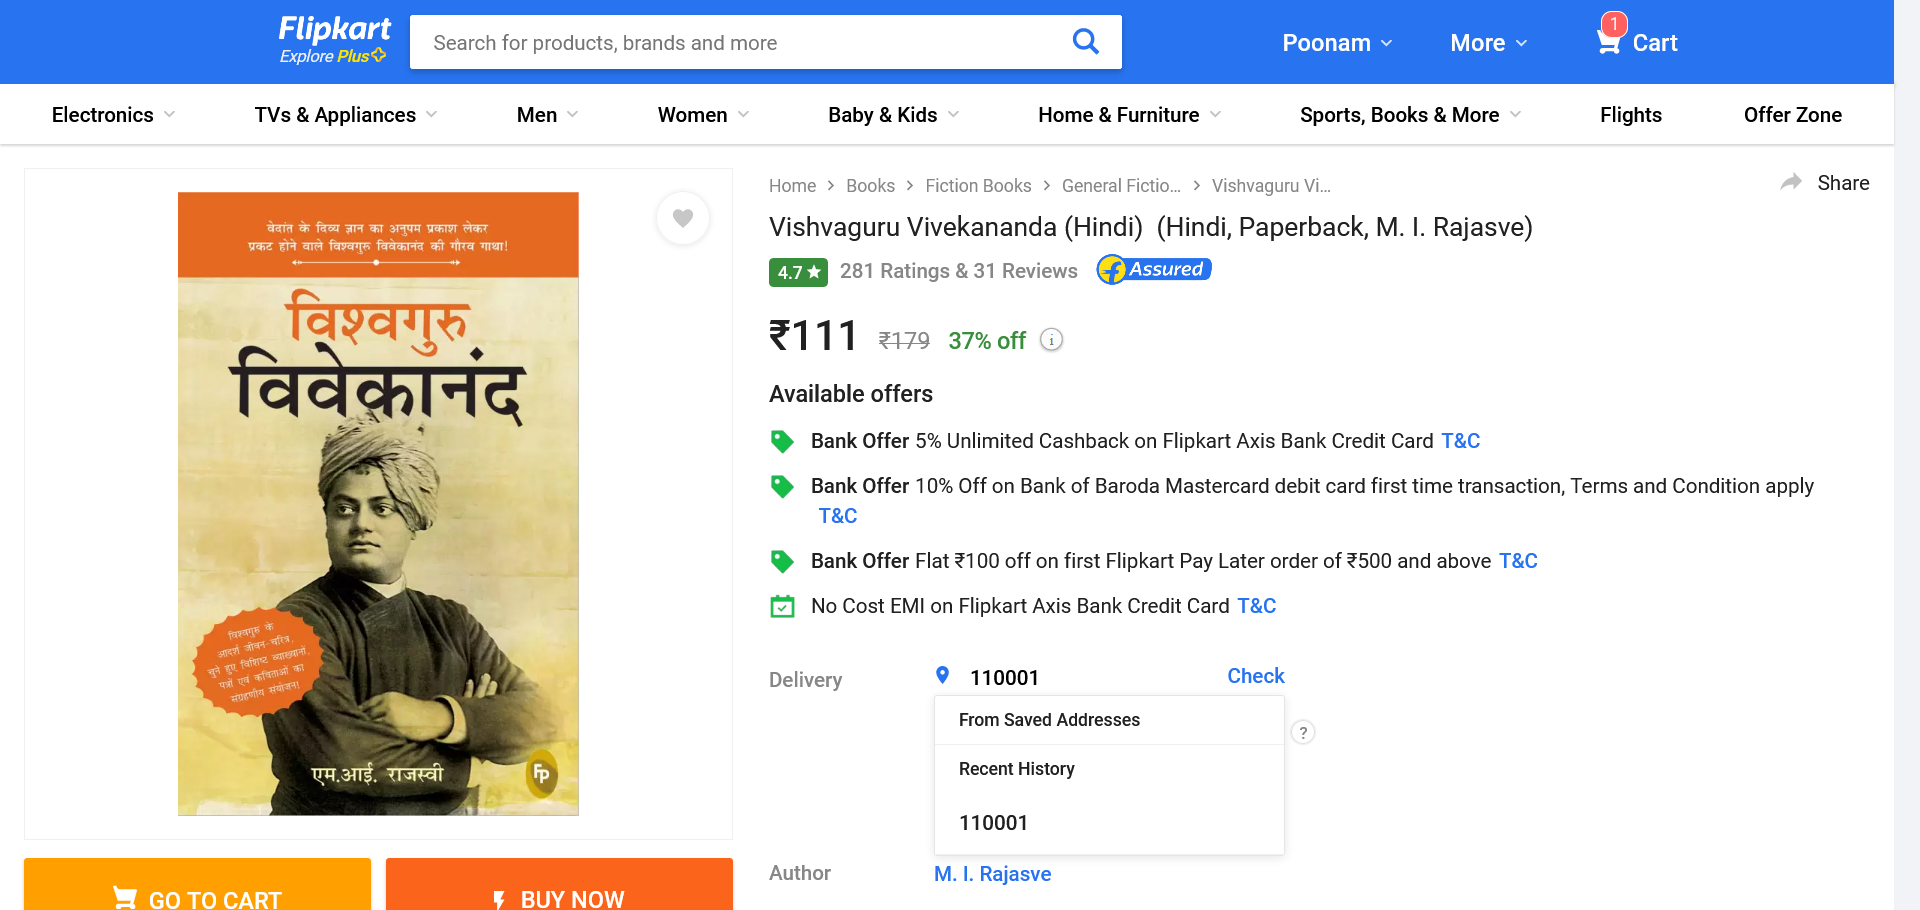 Flipkart
Explore Plus
Search for products, brands and more
Poonam
More
1
Cart
Electronics
TVs & Appliances
Men
Women
Baby & Kids
Home & Furniture
Sports, Books & More
Flights
Offer Zone
वेदांत के दिव्य ज्ञान का अनुपम प्रकाश लेकर
प्रकट होने वाले विश्वगुरु विवेकानंद की गौरव गाथा!
विश्वगुरु
विवेकानंद
विश्वगुरु के
आदर्श जीवन-चरित्र,
चुने हुए विशिष्ट व्याख्यानों,
पत्रों एवं कविताओं का
संग्रहणीय संयोजन!
एम.आई. राजस्वी
FP
GO TO CART
BUY NOW
Home > Books > Fiction Books > General Fictio... > Vishvaguru Vi...
Share
Vishvaguru Vivekananda (Hindi) (Hindi, Paperback, M. I. Rajasve)
4.7 ★ 281 Ratings & 31 Reviews Assured
₹111 ₹179 37% off i
Available offers
Bank Offer 5% Unlimited Cashback on Flipkart Axis Bank Credit Card T&C
Bank Offer 10% Off on Bank of Baroda Mastercard debit card first time transaction, Terms and Condition apply
T&C
Bank Offer Flat ₹100 off on first Flipkart Pay Later order of ₹500 and above T&C
No Cost EMI on Flipkart Axis Bank Credit Card T&C
Delivery
110001
Check
From Saved Addresses
?
Recent History
110001
Author
M. I. Rajasve